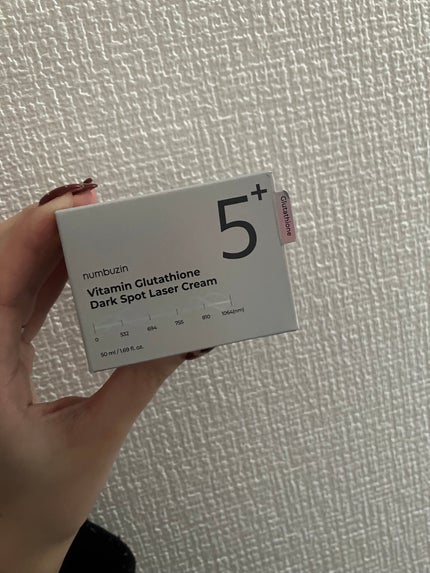 5+
Glutathione
numbuzin
Vitamin Glutathione
Dark Spot Laser Cream
0 532 694 755 810 1064(nm)
50 ml / 1.69 fl. oz.